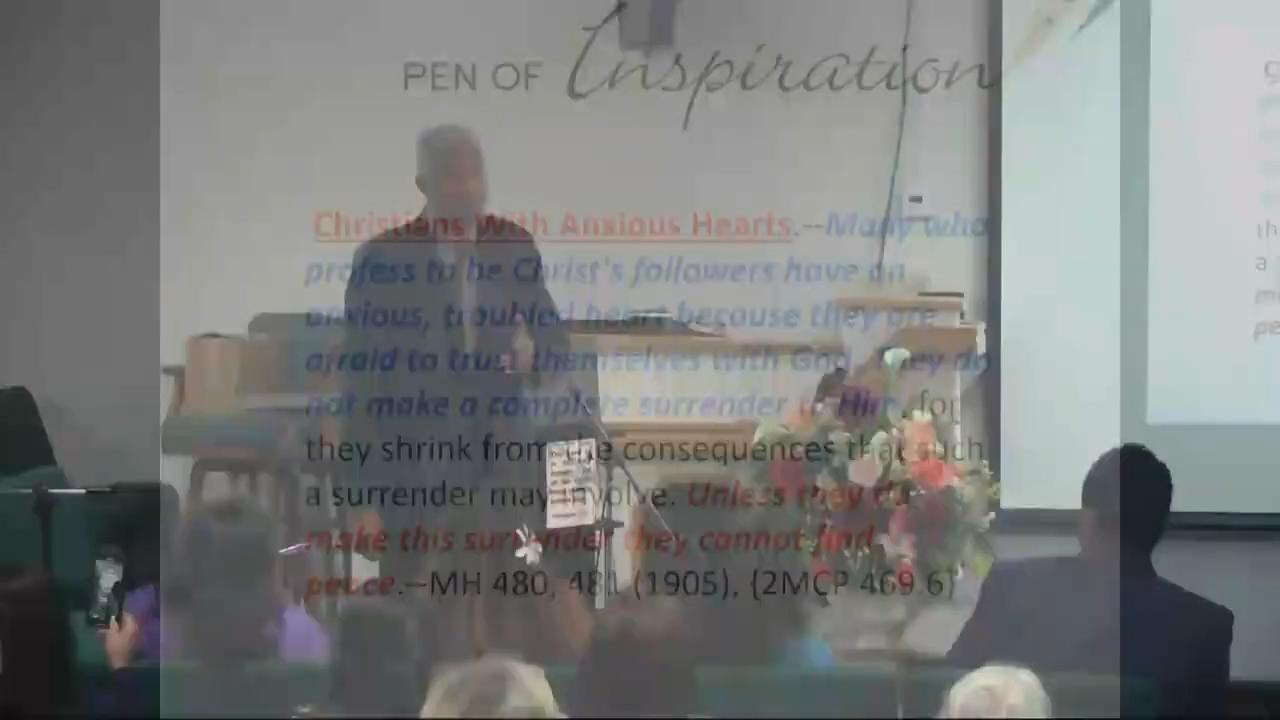 PEN OF Inspiration
Christians With Anxious Hearts.--Many who
profess to be Christ's followers have an
anxious, troubled heart because they are
afraid to trust themselves with God. They do
not make a complete surrender to Him, for
they shrink from the consequences that such
a surrender may involve. Unless they do
make this surrender they cannot find
peace.--MH 480, 481 (1905). {2MCP 469.6}